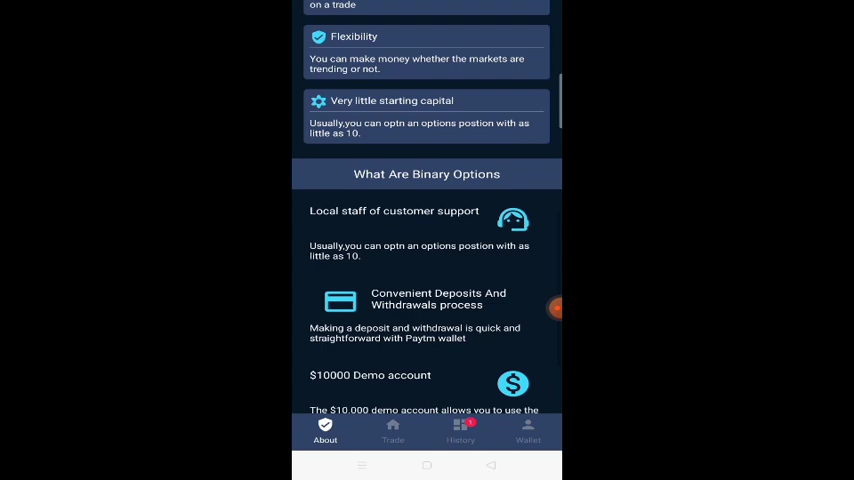 on a trade
Flexibility
You can make money whether the markets are
trending or not.
Very little starting capital
Usually,you can optn an options postion with as
little as 10.
What Are Binary Options
Local staff of customer support
Usually,you can optn an options postion with as
little as 10.
Convenient Deposits And
Withdrawals process
Making a deposit and withdrawal is quick and
straightforward with Paytm wallet
$10000 Demo account
The $10,000 demo account allows you to use the
1
About Trade History Wallet